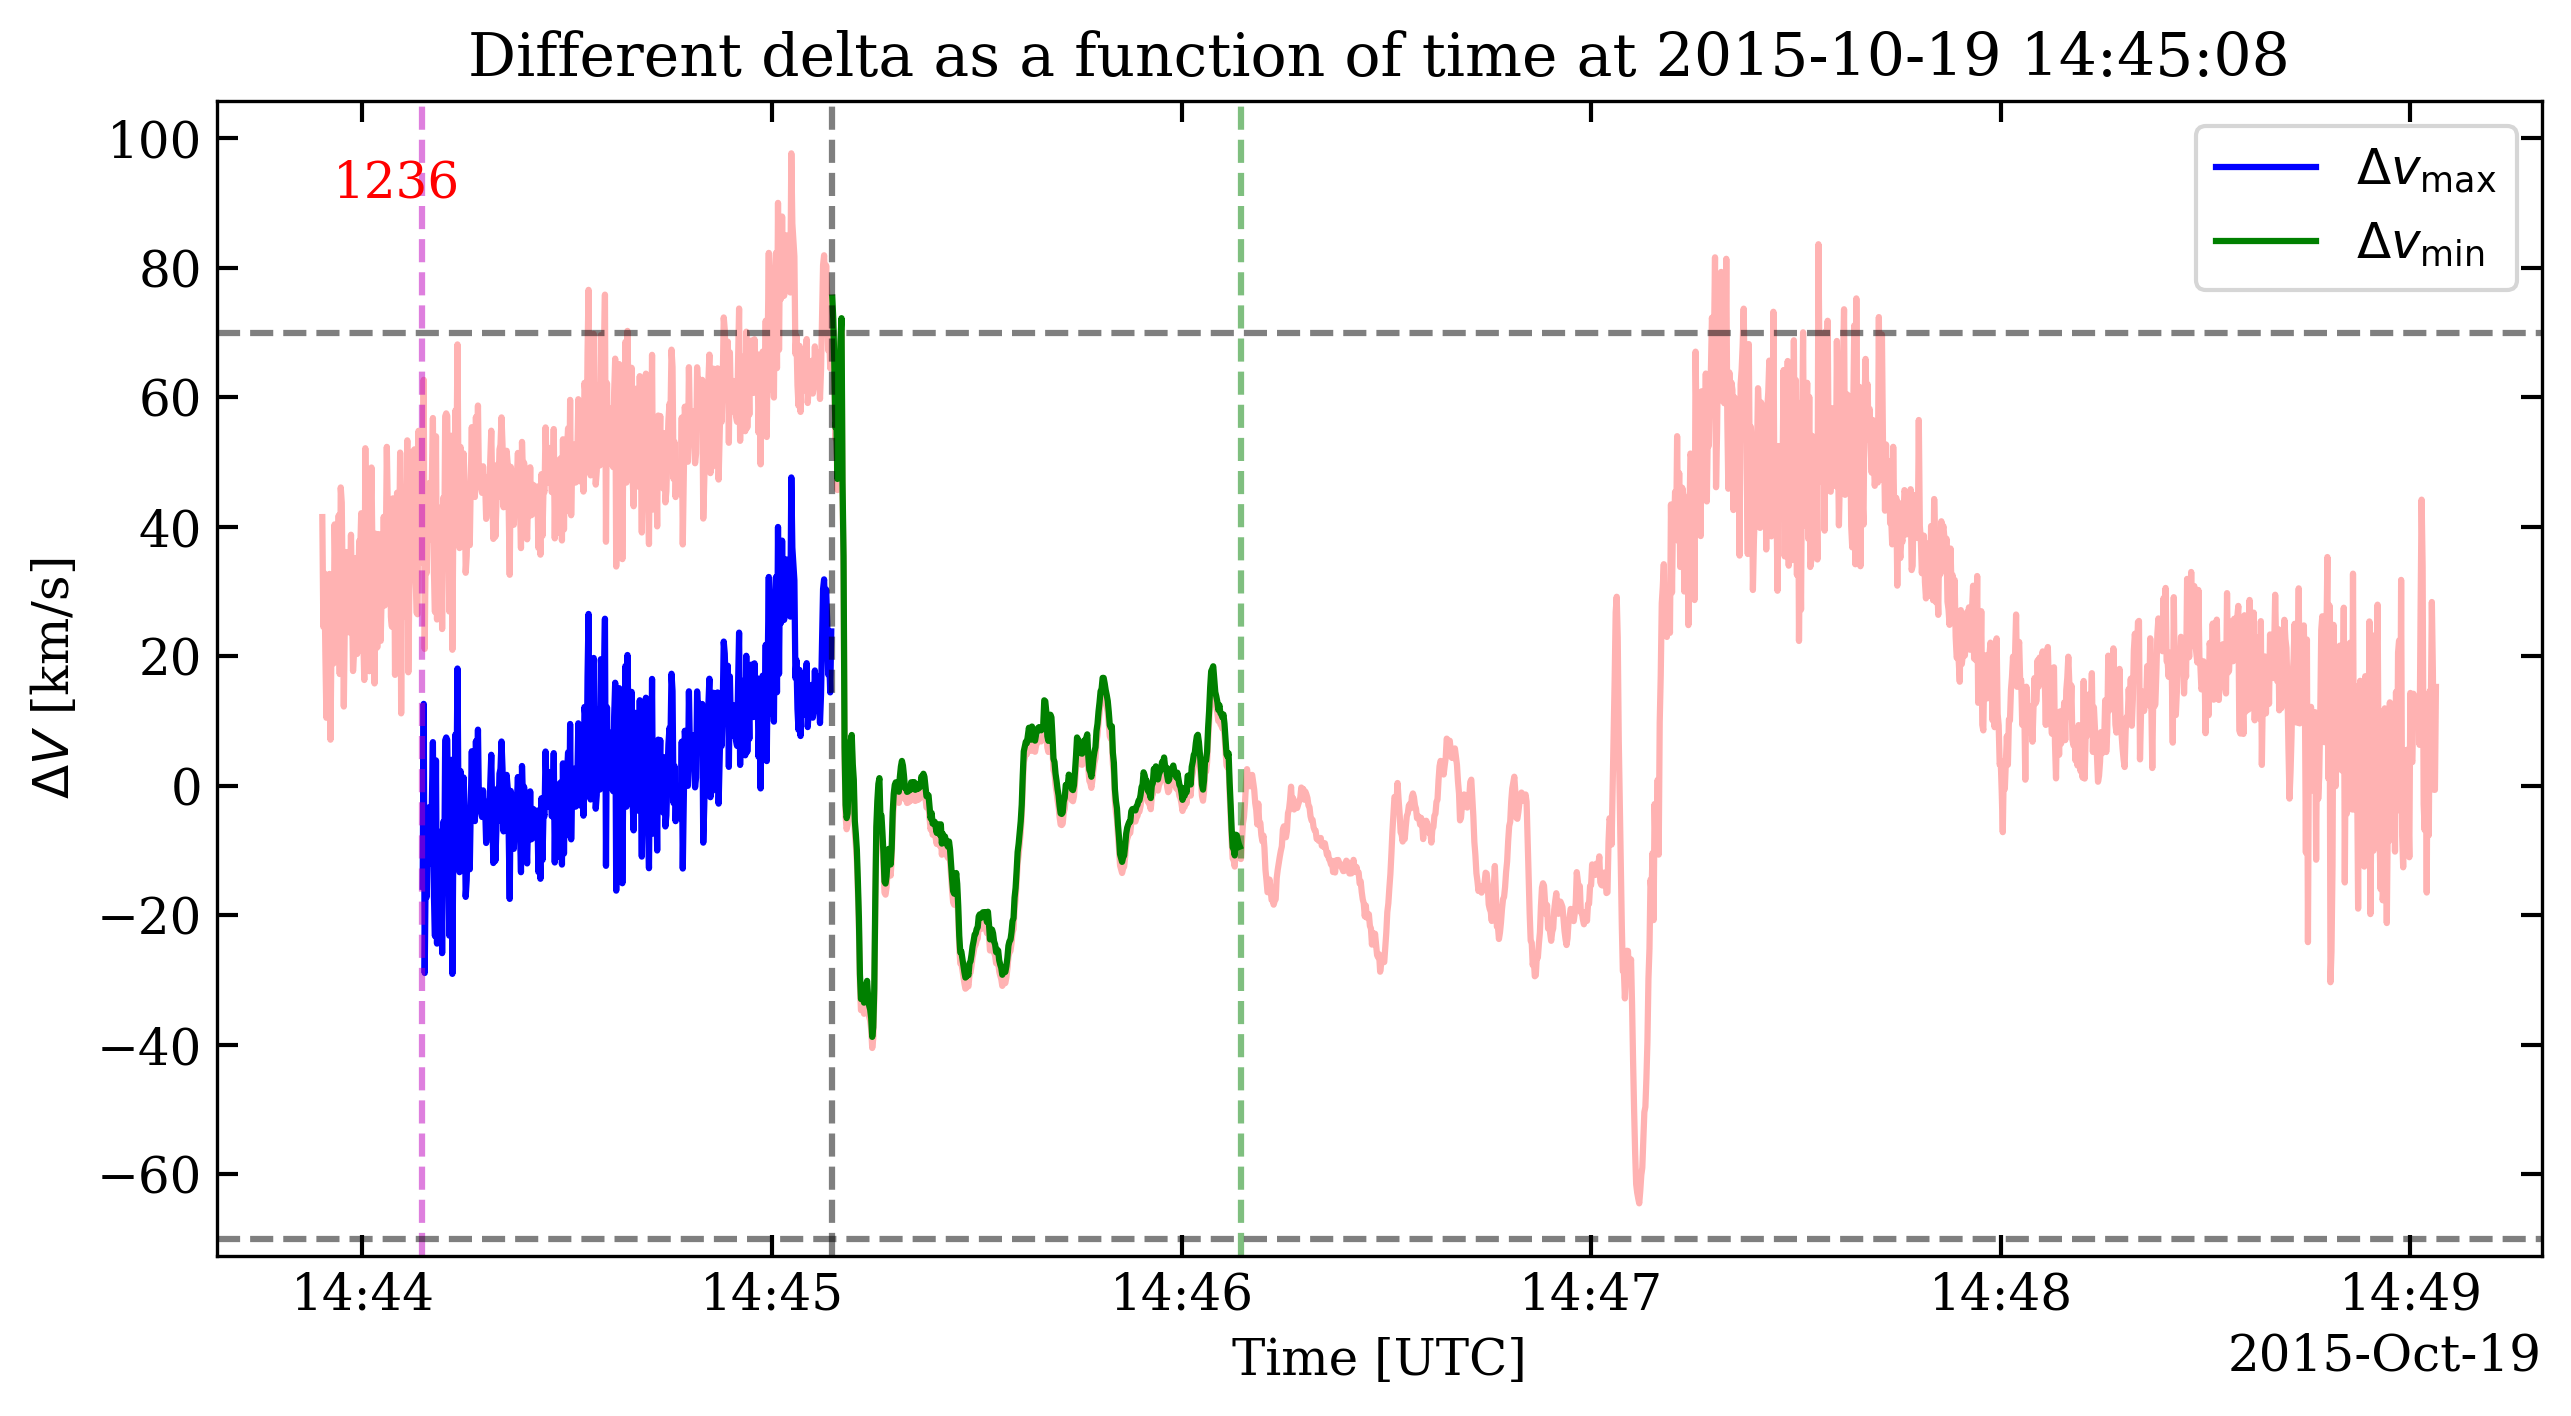 Different delta as a function of time at 2015-10-19 14:45:08
100
80
60
40
20
0
−20
−40
−60
ΔV [km/s]
1236
Δv_max
Δv_min
14:44 14:45 14:46 14:47 14:48 14:49
Time [UTC]
2015-Oct-19